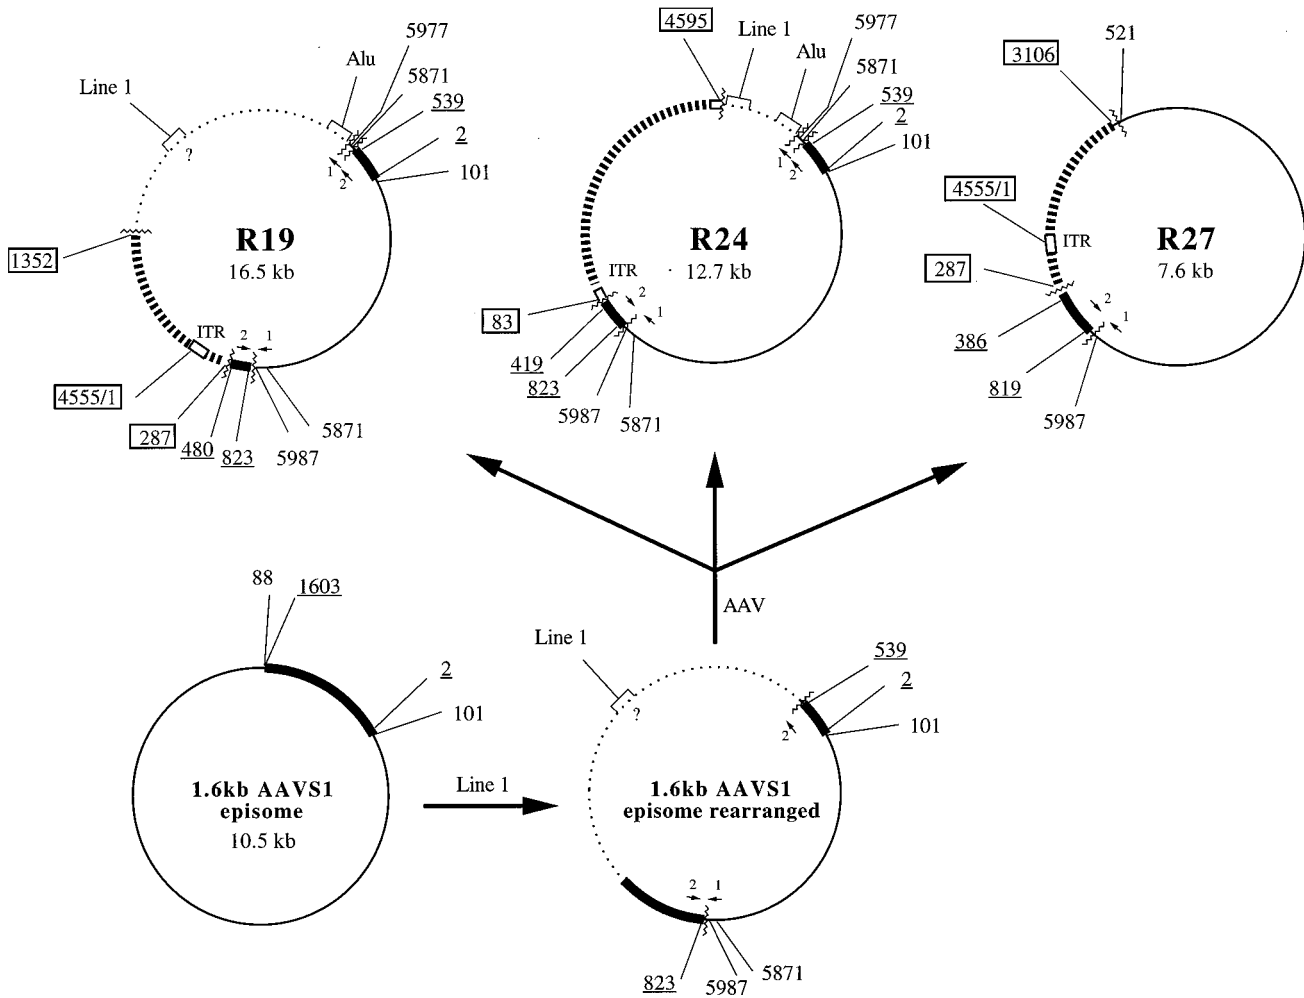 5977
5871
539
2
101
Alu
Line 1
?
1
2
R19
16.5 kb
1352
ITR
2
1
4555/1
287
480
823
5987
5871
4595
Line 1
Alu
5977
5871
539
2
101
1
2
R24
12.7 kb
ITR
2
1
83
419
823
5987
5871
3106
521
4555/1
ITR
R27
7.6 kb
287
2
1
386
819
5987
AAV
88
1603
2
101
1.6kb AAVS1
episome
10.5 kb
Line 1
Line 1
?
539
2
101
2
1.6kb AAVS1
episome rearranged
2
1
823
5987
5871